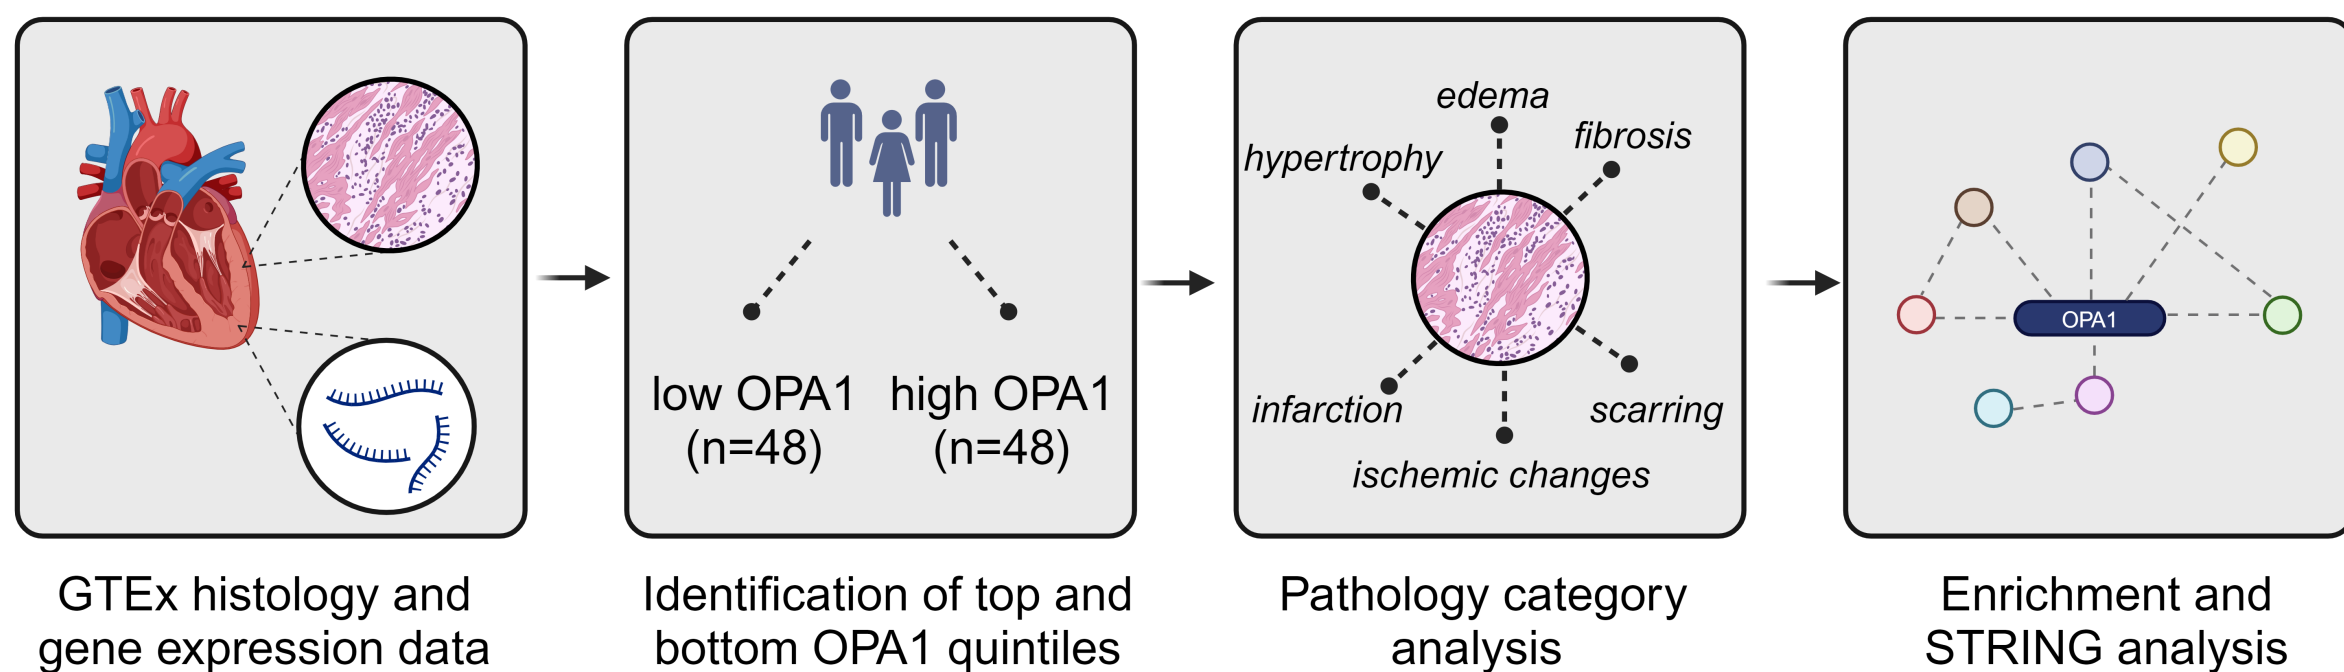 low OPA1
(n=48)
high OPA1
(n=48)
edema
fibrosis
hypertrophy
infarction
scarring
ischemic changes
OPA1
GTEx histology and
gene expression data
Identification of top and
bottom OPA1 quintiles
Pathology category
analysis
Enrichment and
STRING analysis